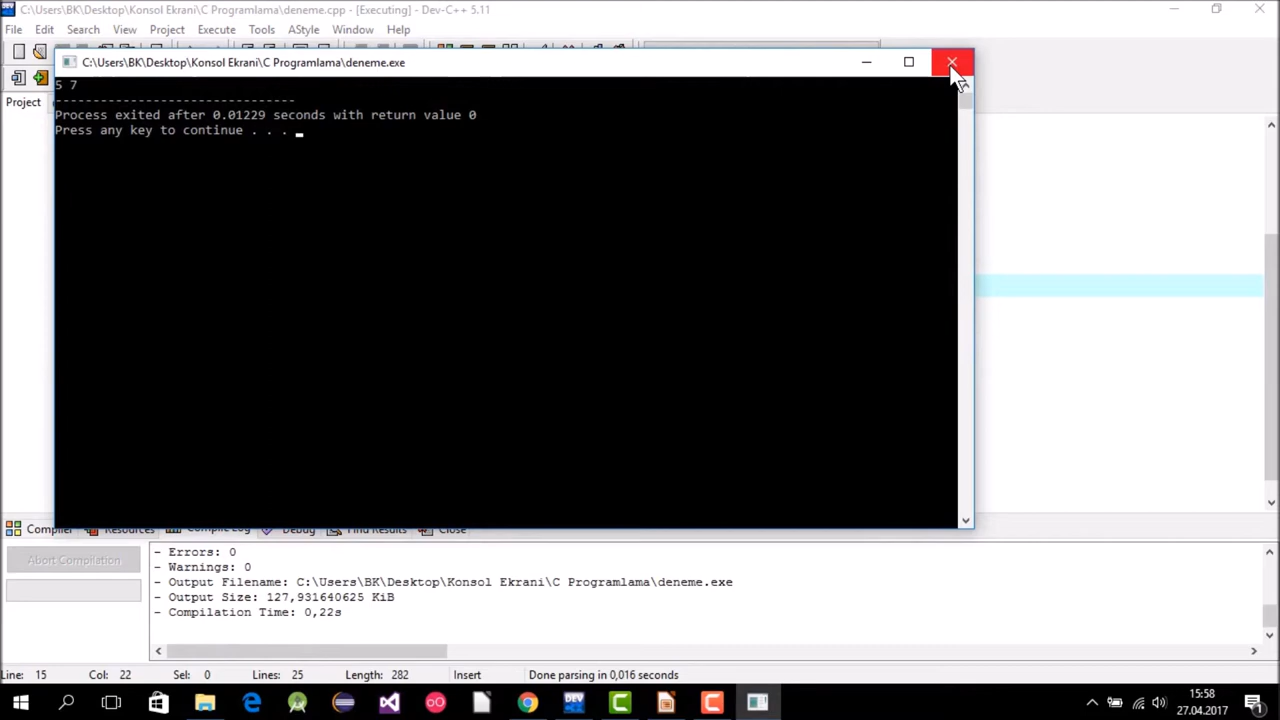 C:\Users\BK\Desktop\Konsol Ekrani\C Programlama\deneme.cpp - [Executing] - Dev-C++ 5.11
File Edit Search View Project Execute Tools AStyle Window Help
C:\Users\BK\Desktop\Konsol Ekrani\C Programlama\deneme.exe
Project
5 7
--------------------------------
Process exited after 0.01229 seconds with return value 0
Press any key to continue . . .
Compiler Resources Compile Log Debug Find Results Close
Abort Compilation
- Errors: 0
- Warnings: 0
- Output Filename: C:\Users\BK\Desktop\Konsol Ekrani\C Programlama\deneme.exe
- Output Size: 127,931640625 KiB
- Compilation Time: 0,22s
Line: 15 Col: 22 Sel: 0 Lines: 25 Length: 282 Insert Done parsing in 0,016 seconds
DEV
15:58
27.04.2017
1